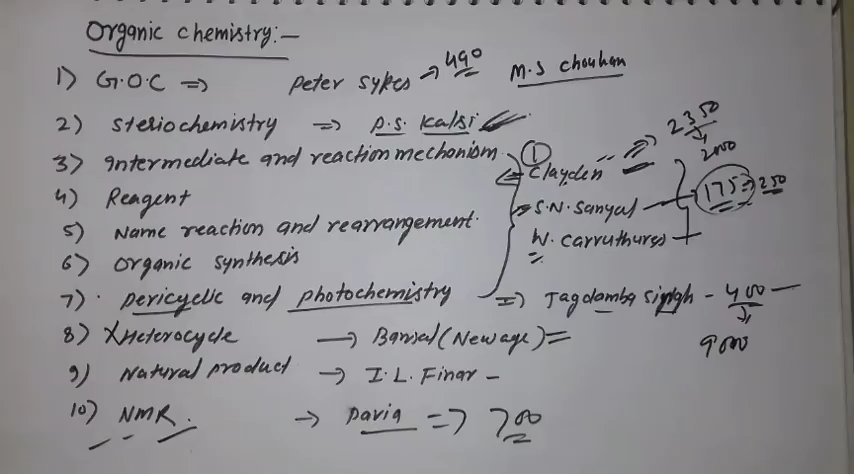 Organic chemistry:-
1) G.O.C => Peter Sykes → 490 M.S Chouhan
2) Steriochemistry => P.S. Kalsi
3) Intermediate and reaction mechanism ① Clayden " => 2350
4) Reagent 2000
5) Name reaction and rearrangement. S.N. Sanyal 175 => 250
6) Organic synthesis W. Carruthurs
7) Pericyclic and photochemistry => Jagdamba Singh - 400
8) Heterocycle → Bansal (New age) =
9) Natural product → I.L. Finar -
10) NMR. → Pavia => 700